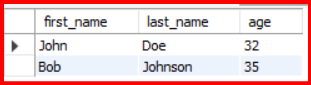 first_name last_name age
John Doe 32
Bob Johnson 35